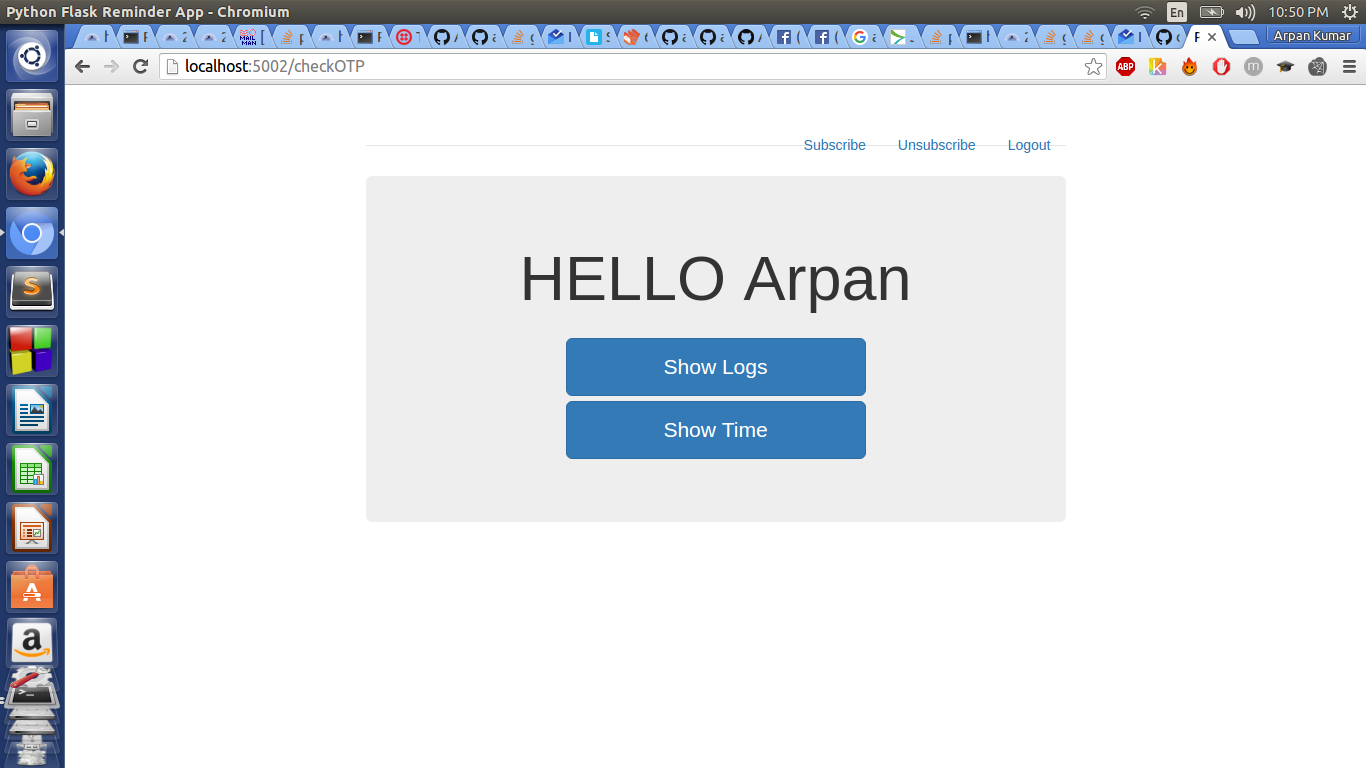 Python Flask Reminder App - Chromium
En
10:50 PM
Arpan Kumar
localhost:5002/checkOTP
ABP
Subscribe Unsubscribe Logout
HELLO Arpan
Show Logs
Show Time